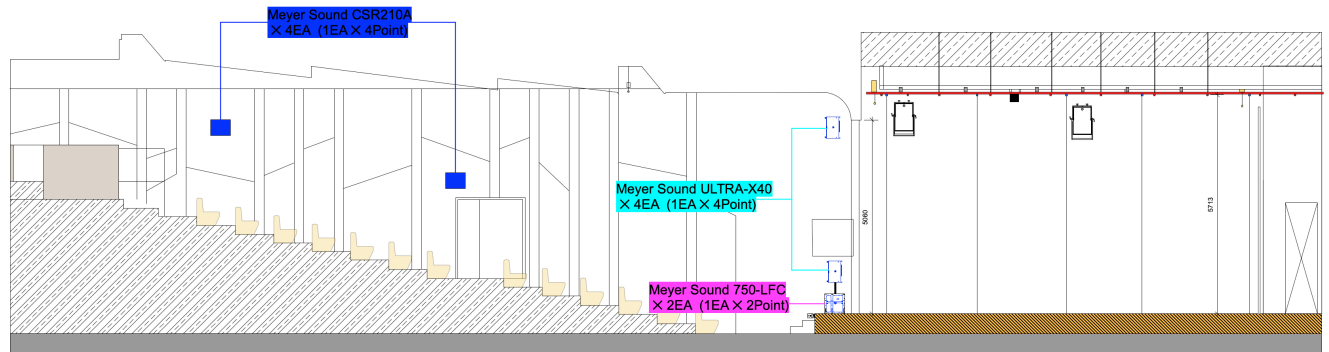 Meyer Sound CSR210A
× 4EA (1EA × 4Point)
Meyer Sound ULTRA-X40
× 4EA (1EA × 4Point)
Meyer Sound 750-LFC
× 2EA (1EA × 2Point)
5060
5713